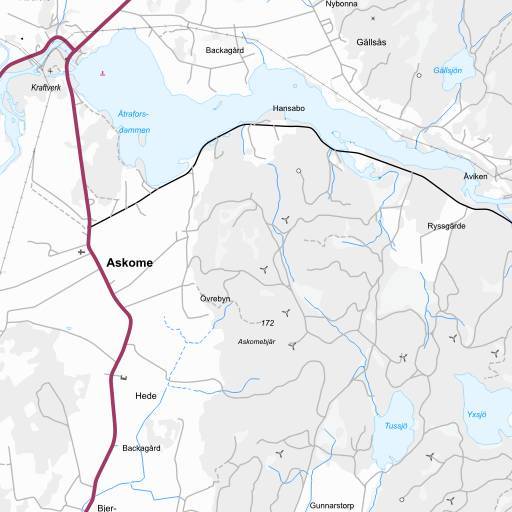 Nybonna
Gällsås
Backagård
Gällsjön
Kraftverk
Hansabo
Ätrafors-
dammen
Åviken
Ryssgärde
Askome
Övrebyn
172
Askomebjär
Hede
Yxsjö
Tussjö
Backagård
Gunnarstorp
Bjer-